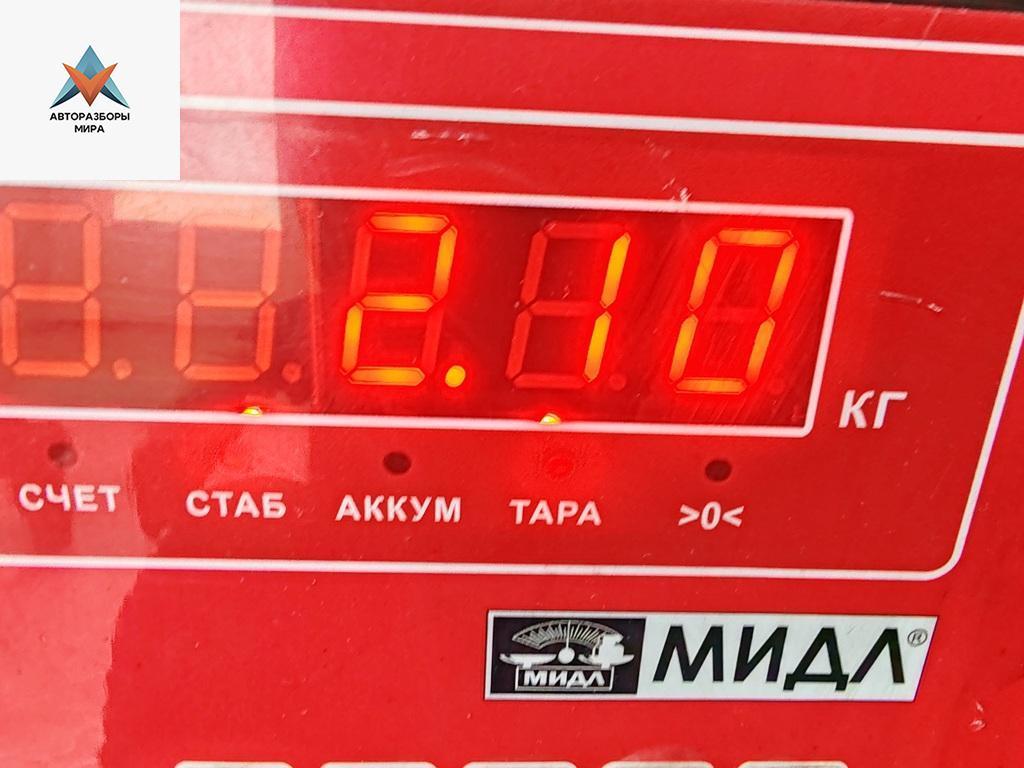 АВТОРАЗБОРЫ
МИРА
2.10
КГ
СЧЕТ СТАБ АККУМ ТАРА >0<
МИДЛ МИДЛ®